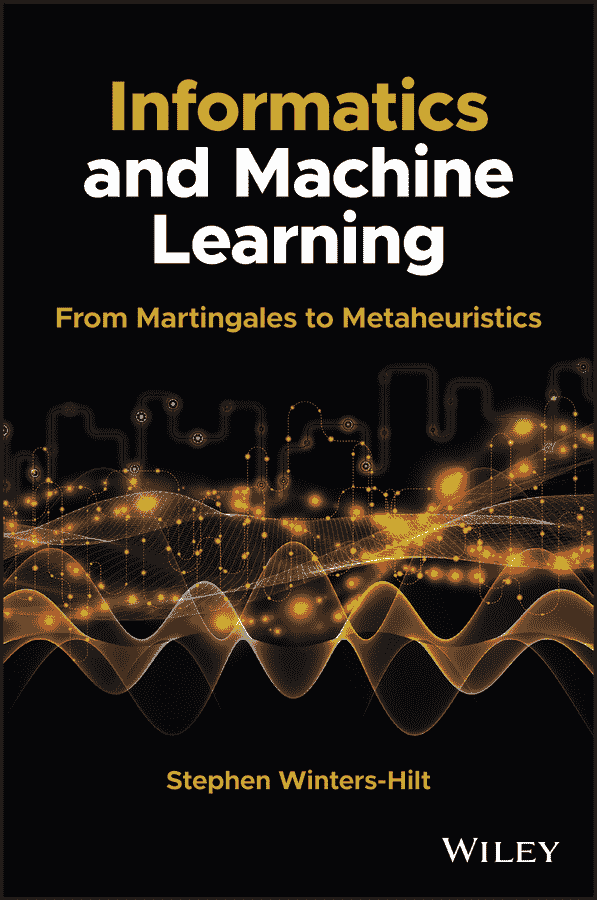 Informatics
and Machine
Learning
From Martingales to Metaheuristics
Stephen Winters-Hilt
WILEY